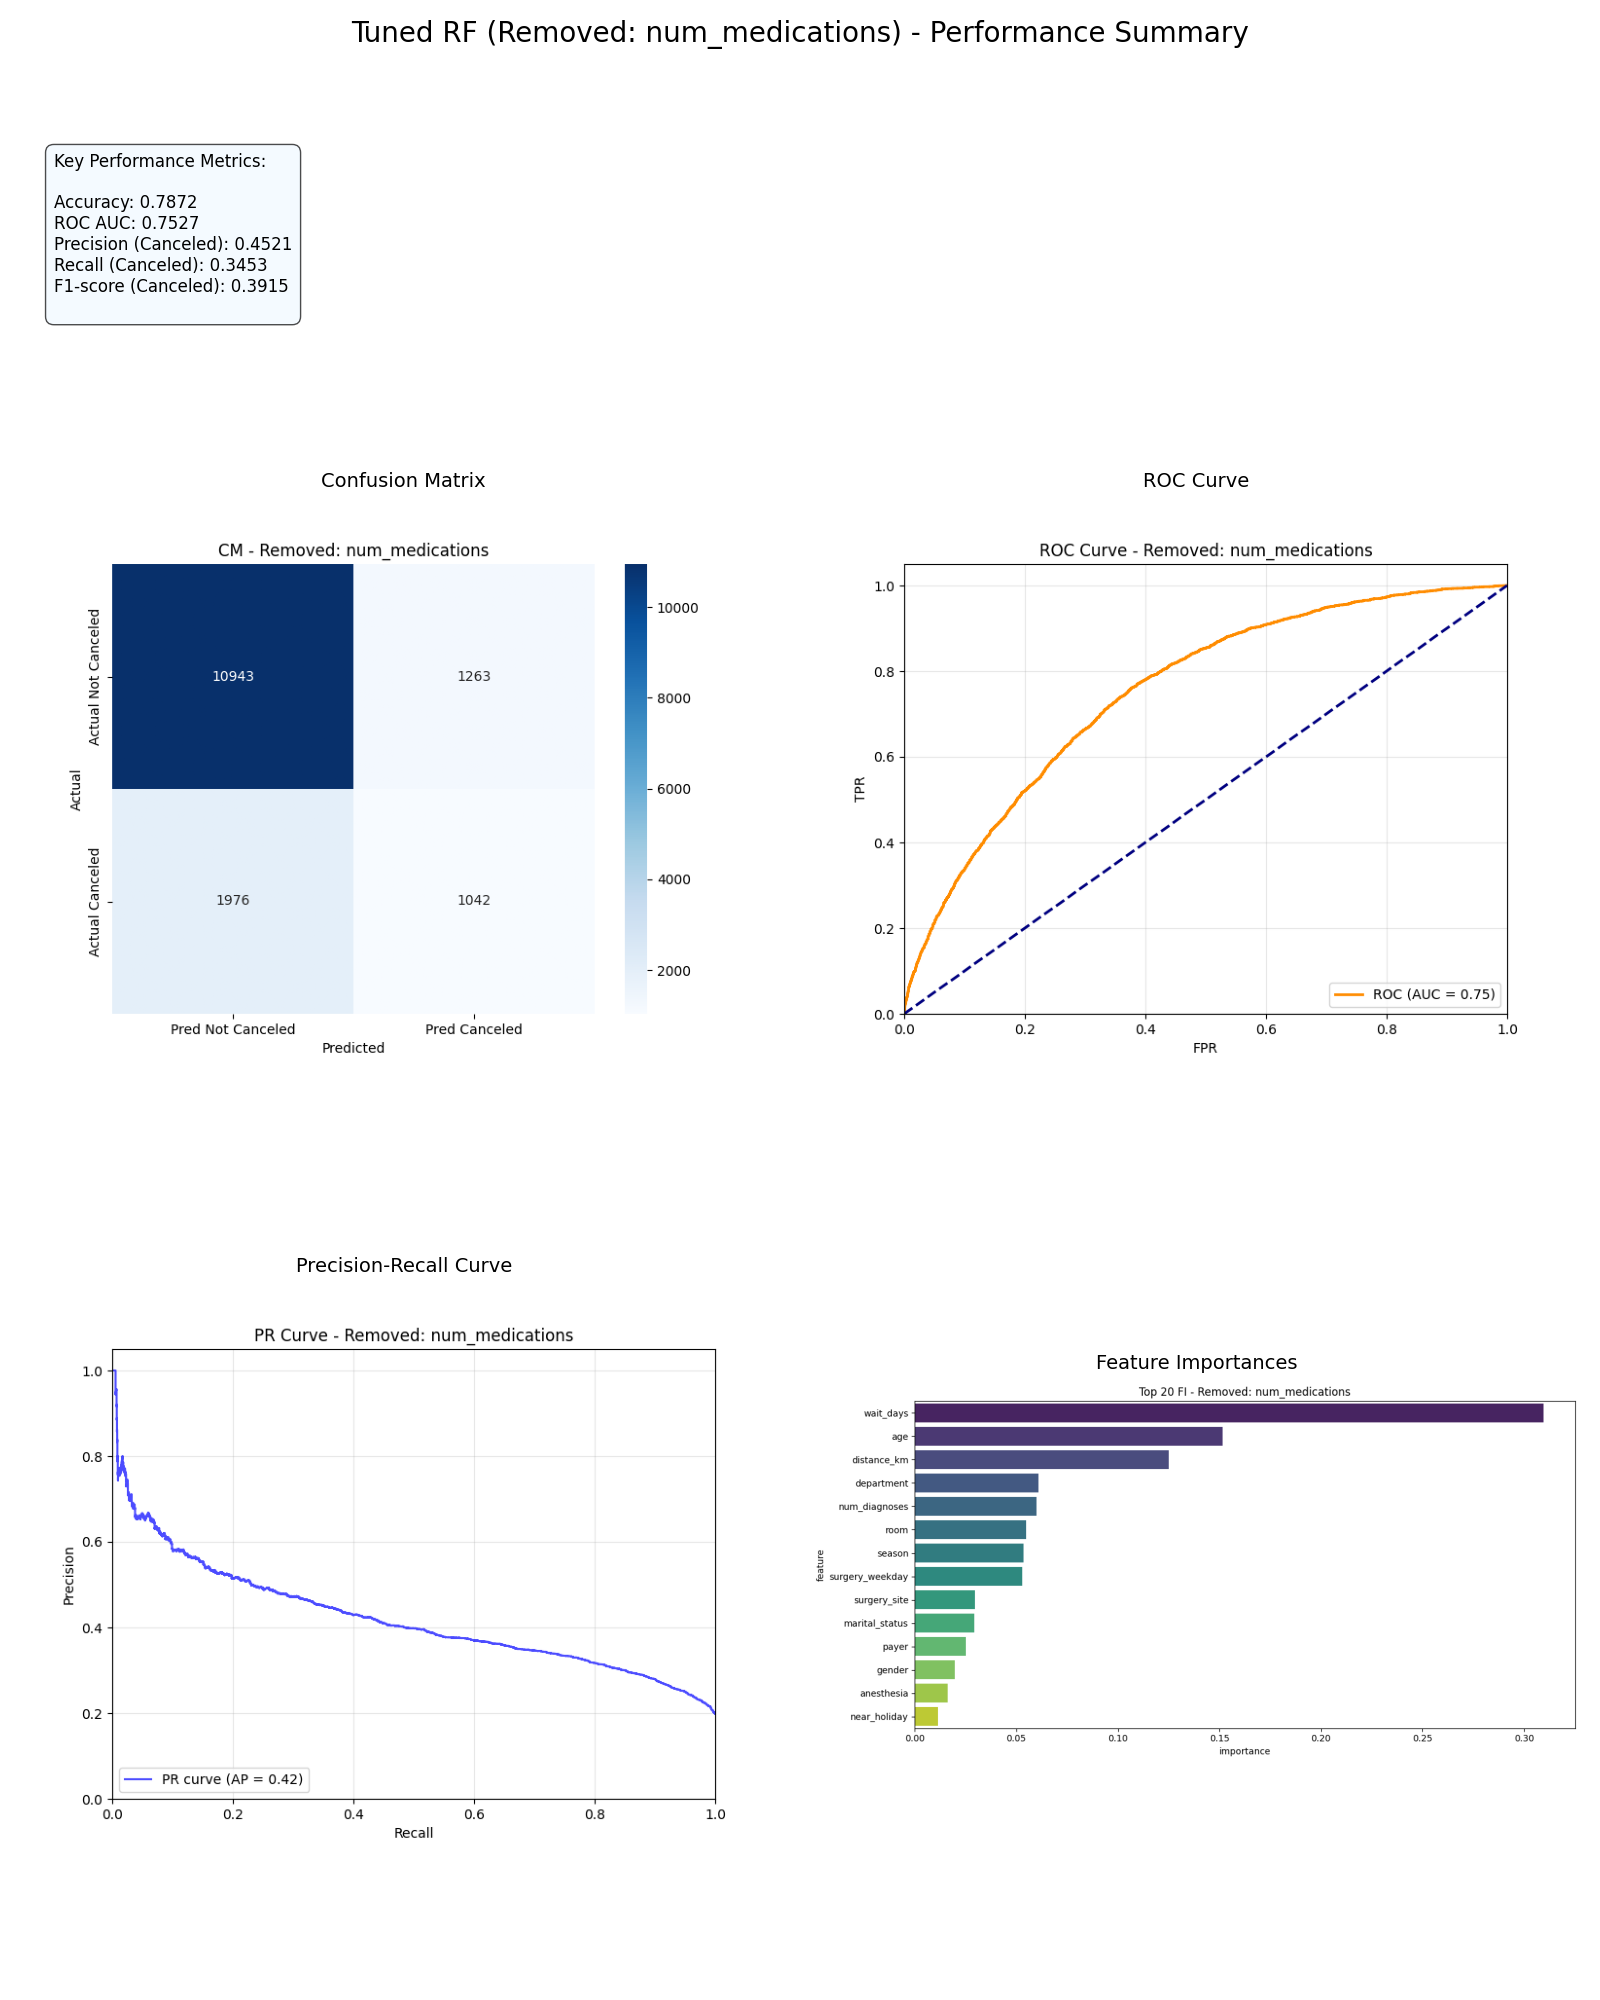 Tuned RF (Removed: num_medications) - Performance Summary
Key Performance Metrics:
Accuracy: 0.7872
ROC AUC: 0.7527
Precision (Canceled): 0.4521
Recall (Canceled): 0.3453
F1-score (Canceled): 0.3915
Confusion Matrix
CM - Removed: num_medications
Actual
Actual Not Canceled
Actual Canceled
10943
1263
1976
1042
Pred Not Canceled
Pred Canceled
Predicted
10000
8000
6000
4000
2000
ROC Curve
ROC Curve - Removed: num_medications
TPR
1.0
0.8
0.6
0.4
0.2
0.0
ROC (AUC = 0.75)
0.0
0.2
0.4
0.6
0.8
1.0
FPR
Precision-Recall Curve
PR Curve - Removed: num_medications
Precision
1.0
0.8
0.6
0.4
0.2
0.0
PR curve (AP = 0.42)
0.0
0.2
0.4
0.6
0.8
1.0
Recall
Feature Importances
Top 20 FI - Removed: num_medications
feature
wait_days
age
distance_km
department
num_diagnoses
room
season
surgery_weekday
surgery_site
marital_status
payer
gender
anesthesia
near_holiday
0.00
0.05
0.10
0.15
0.20
0.25
0.30
importance